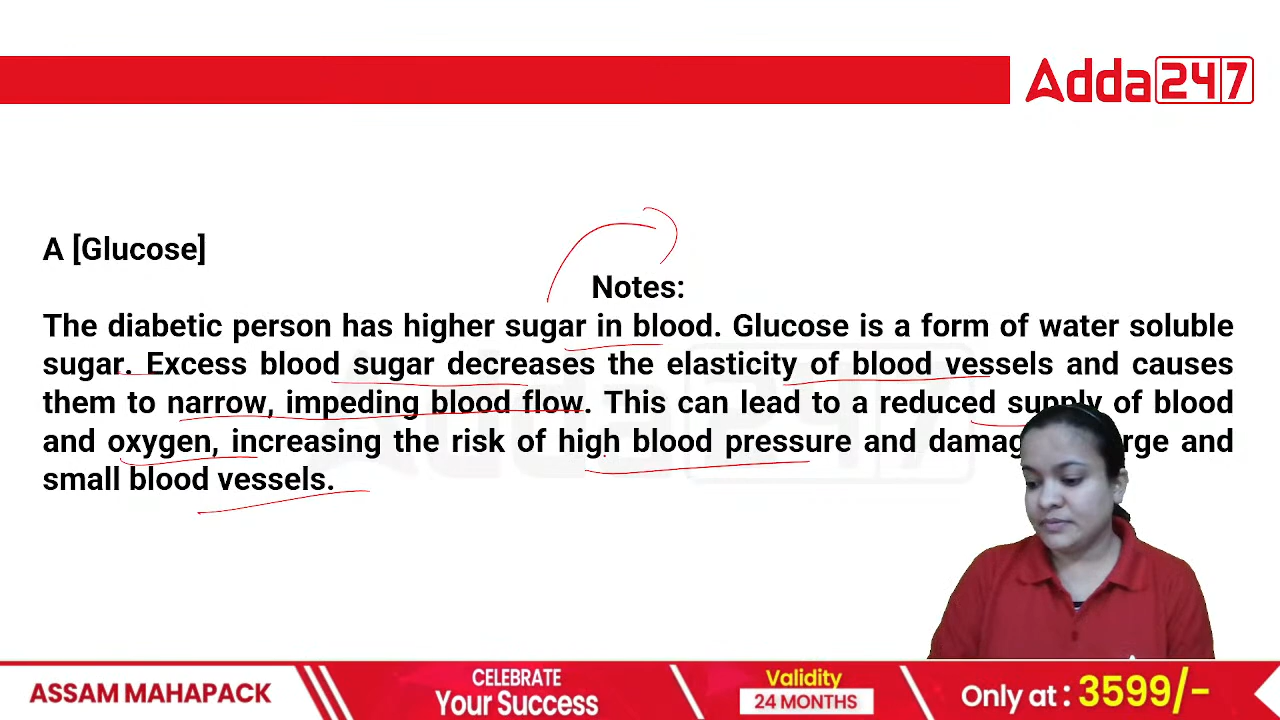 Adda247
A [Glucose]
Notes:
The diabetic person has higher sugar in blood. Glucose is a form of water soluble
sugar. Excess blood sugar decreases the elasticity of blood vessels and causes
them to narrow, impeding blood flow. This can lead to a reduced supply of blood
and oxygen, increasing the risk of high blood pressure and and
small blood vessels.
ASSAM MAHAPACK
CELEBRATE
Your Success
Validity
24 MONTHS
Only at : 3599/-